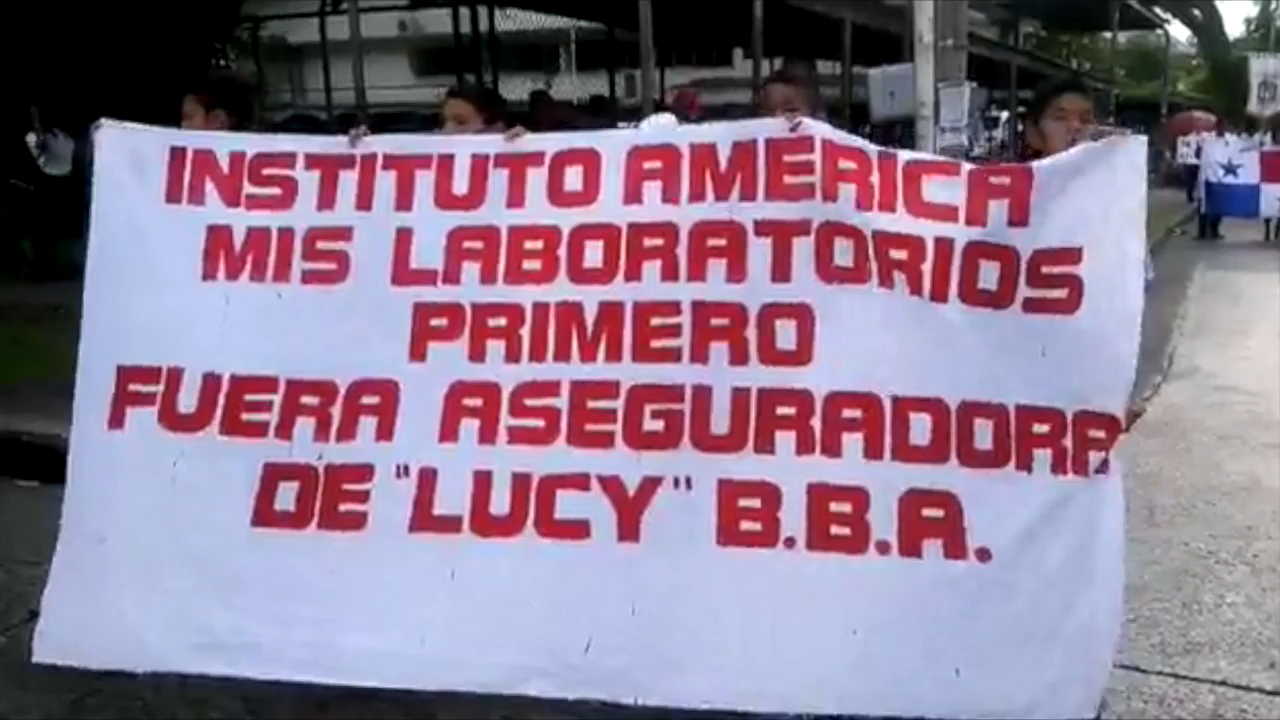 INSTITUTO AMÉRICA
MIS LABORATORIOS
PRIMERO
FUERA ASEGURADORA
DE "LUCY" B.B.A.